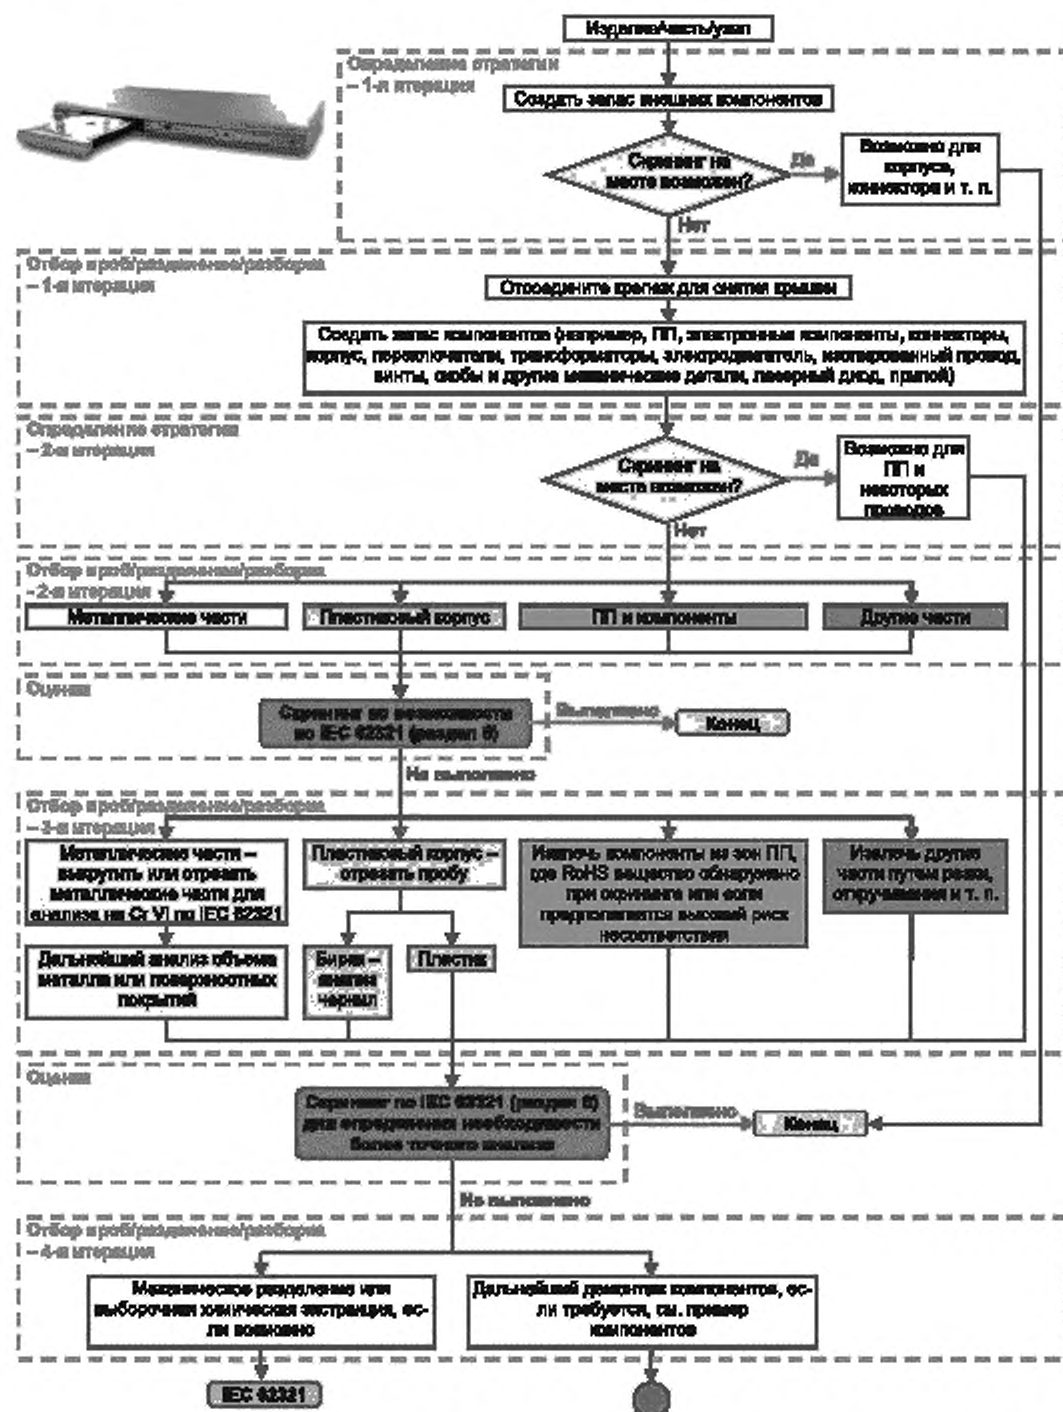 Изделие/часть/узел
Определение стратегии
– 1-я итерация
Создать запас внешних компонентов
Скрининг на
месте возможен?
Да
Возможно для
корпуса,
коннектора и т. п.
Нет
Отбор проб/разделение/разборка
– 1-я итерация
Отсоедините крепеж для снятия крышки
Создать запас компонентов (например, ПП, электронные компоненты, коннекторы,
корпус, переключатели, трансформаторы, электродвигатель, изолированный провод,
винты, скобы и другие механические детали, лазерный диод, припой)
Определение стратегии
– 2-я итерация
Скрининг на
месте возможен?
Да
Возможно для
ПП и
некоторых
проводов
Нет
Отбор проб/разделение/разборка
- 2-я итерация
Металлические части
Пластиковый корпус
ПП и компоненты
Другие части
Оценка
Скрининг по возможности
по IEC 62321 (раздел 6)
Выполнено
Конец
Не выполнено
Отбор проб/разделение/разборка
– 3-я итерация
Металлические части –
выкрутить или отрезать
металлические части для
анализа на Cr VI по IEC 62321
Пластиковый корпус –
отрезать пробу
Извлечь компоненты из зон ПП,
где RoHS вещество обнаружено
при скрининге или если
предполагается высокий риск
несоответствия
Извлечь другие
части путем резки,
откручивания и т. п.
Дальнейший анализ объема
металла или поверхностных
покрытий
Бирка –
анализ
чернил
Пластик
Оценка
Скрининг по IEC 62321 (раздел 6)
для определения необходимости
более точного анализа
Выполнено
Конец
Не выполнено
Отбор проб/разделение/разборка
– 4-я итерация
Механическое разделение или
выборочная химическая экстракция, ес-
ли возможно
Дальнейший демонтаж компонентов, ес-
ли требуется, см. пример
компонентов
IEC 62321